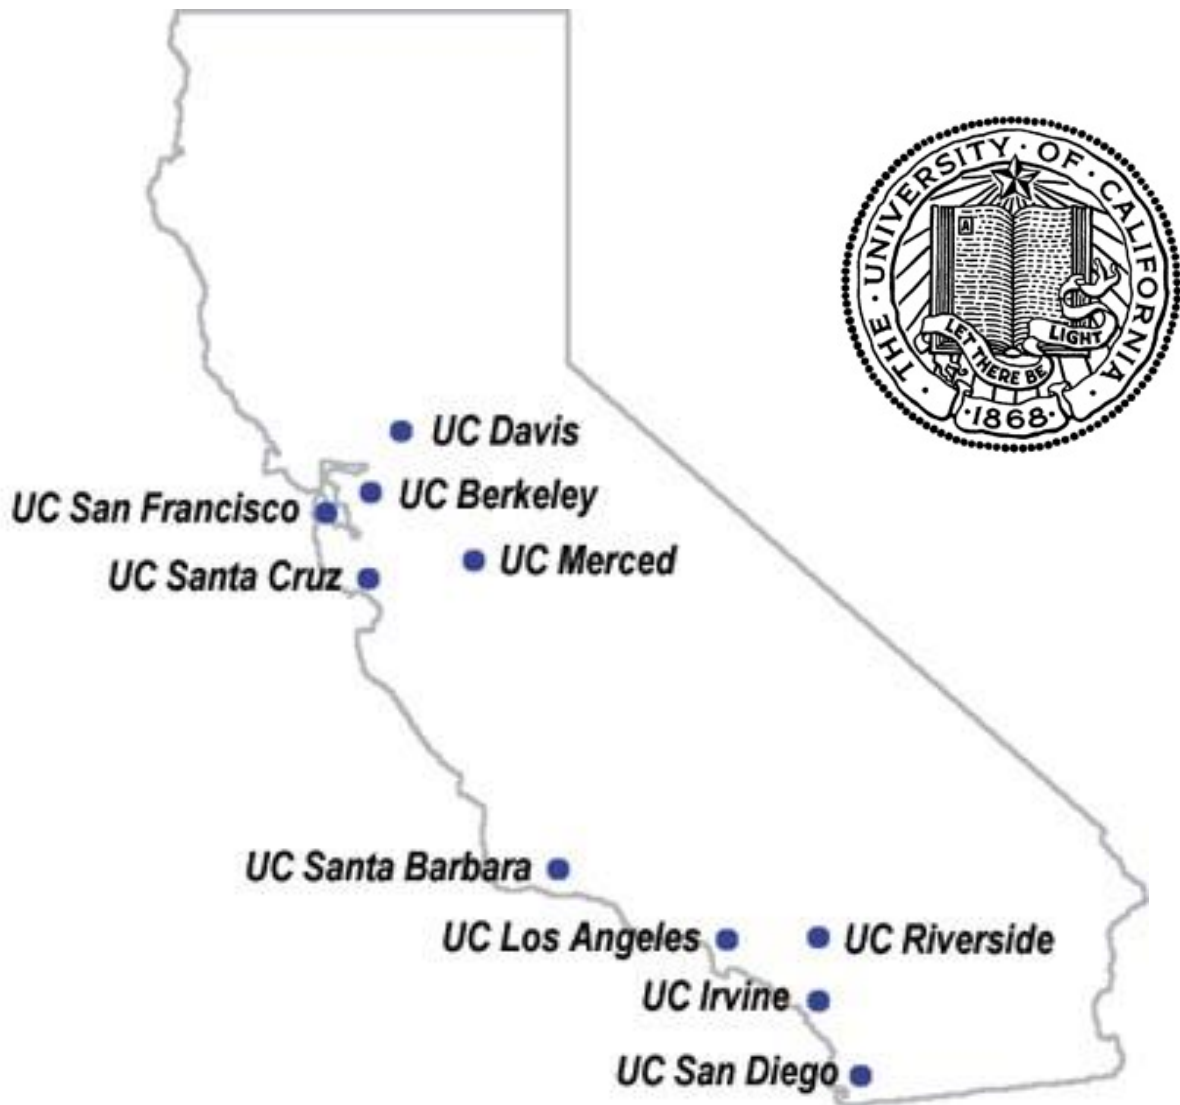 THE · UNIVERSITY · OF · CALIFORNIA
A
LET THERE BE
LIGHT
·1868·
UC Davis
UC Berkeley
UC San Francisco
UC Merced
UC Santa Cruz
UC Santa Barbara
UC Los Angeles
UC Riverside
UC Irvine
UC San Diego